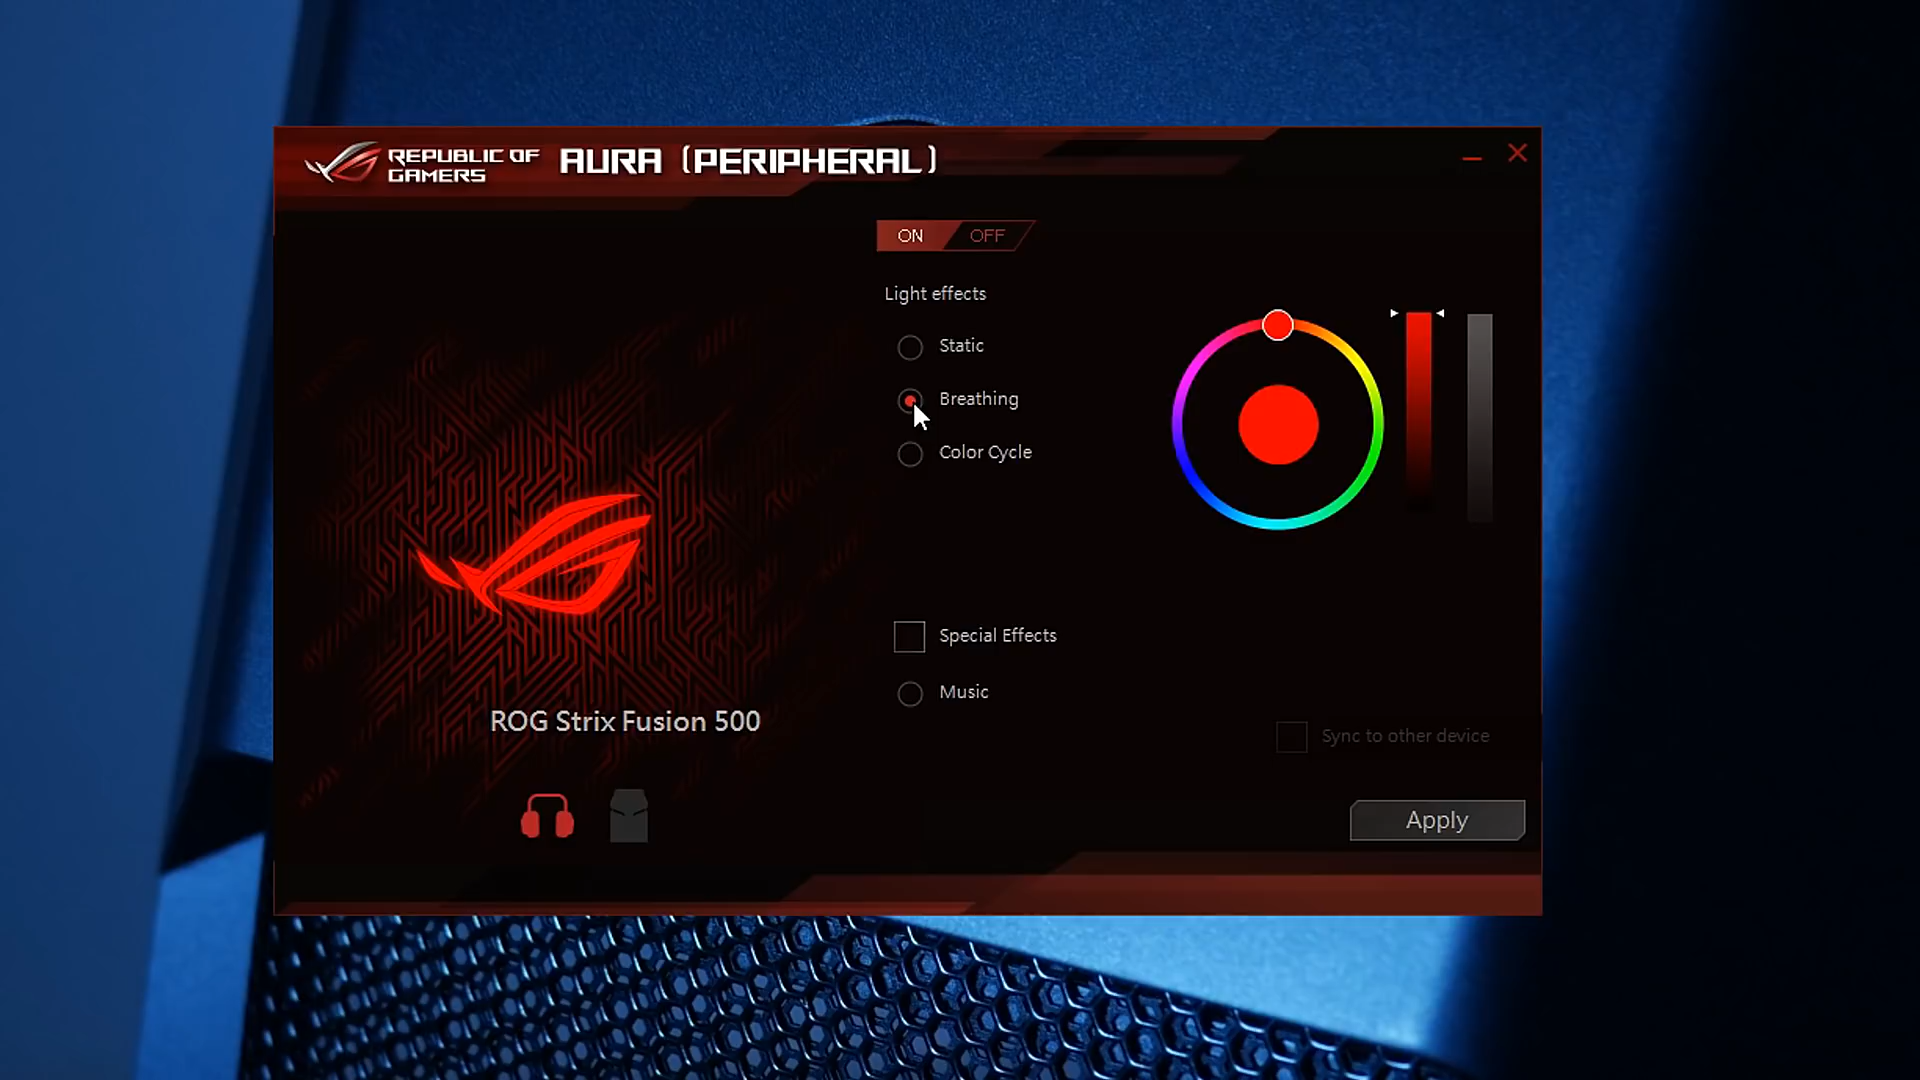 REPUBLIC OF
GAMERS
AURA (PERIPHERAL)
ON OFF
Light effects
Static
Breathing
Color Cycle
Special Effects
Music
ROG Strix Fusion 500
Sync to other device
Apply